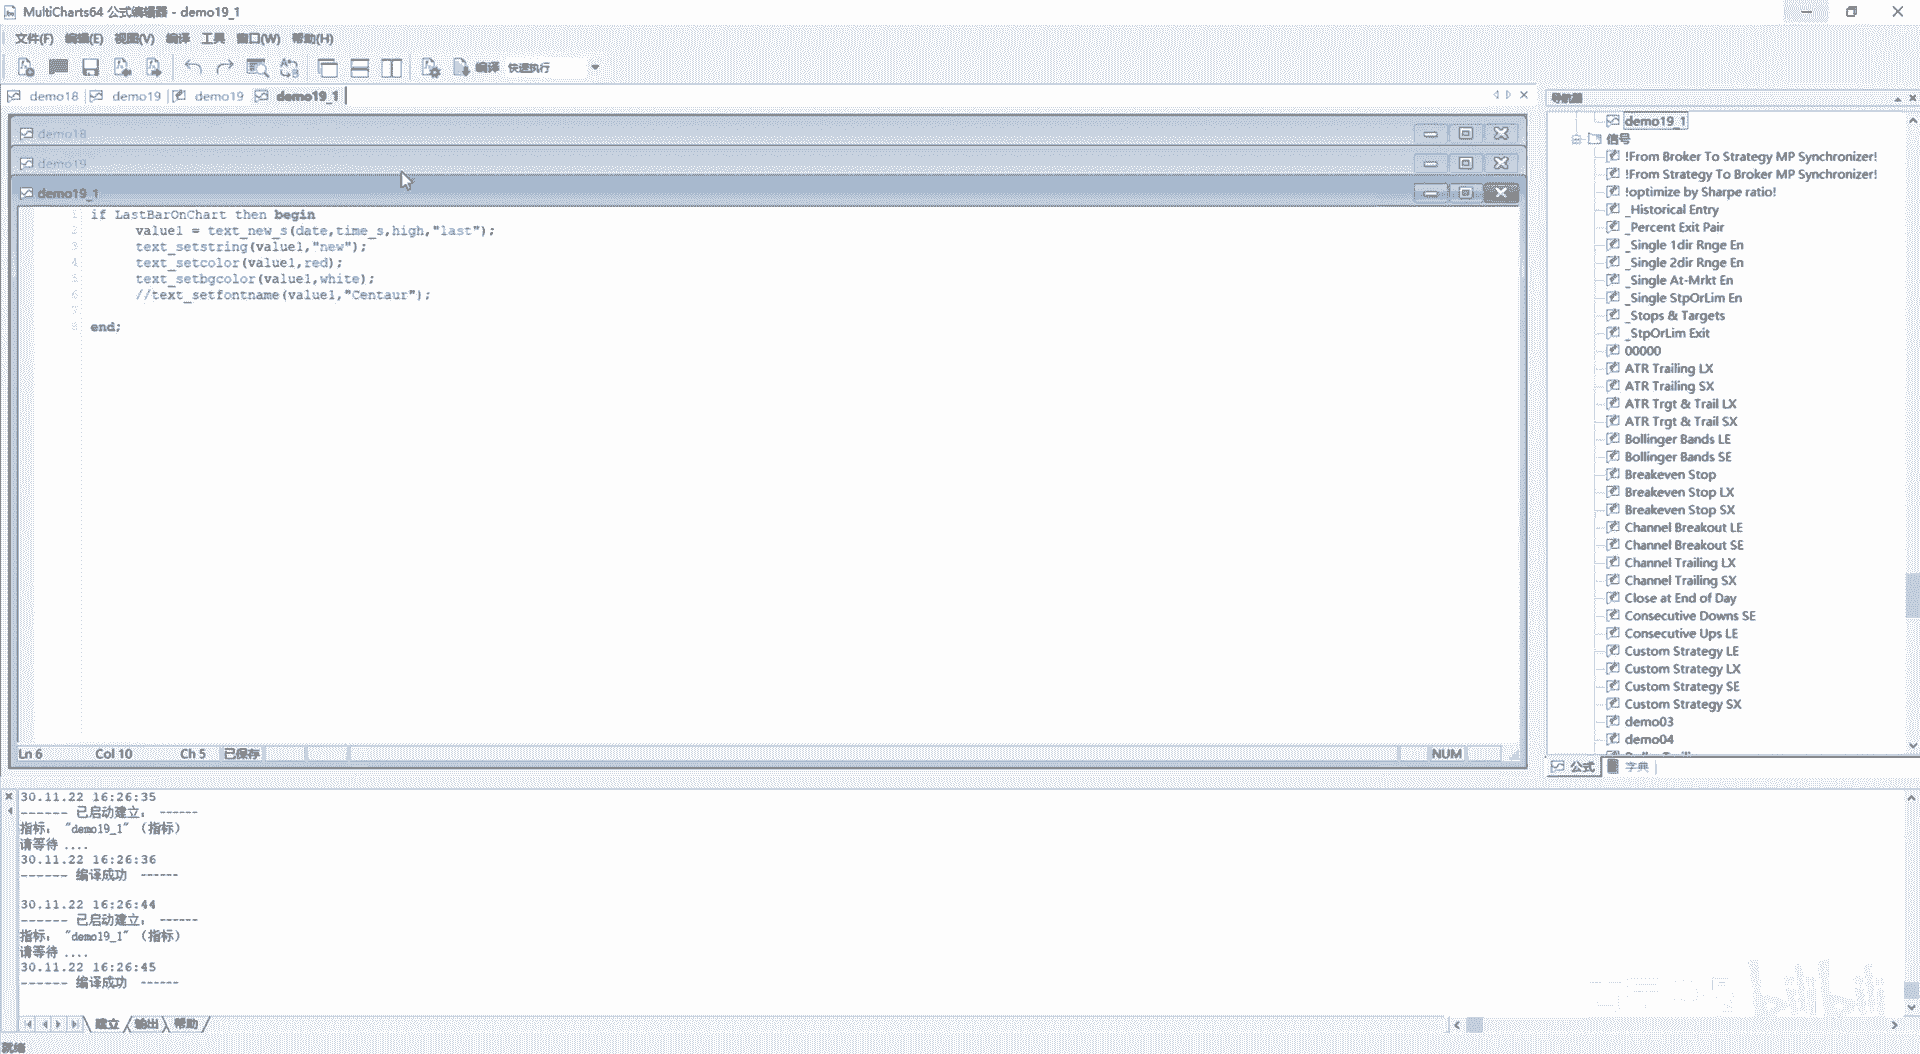 MultiCharts64 公式编辑器 - demo19_1
文件(F) 编辑(E) 视图(V) 编译 工具 窗口(W) 帮助(H)
编译 快速执行
demo18 demo19 demo19 demo19_1
demo18
demo19
demo19_1
1 if LastBarOnChart then begin
2 value1 = text_new_s(date,time_s,high,"last");
3 text_setstring(value1,"new");
4 text_setcolor(value1,red);
5 text_setbgcolor(value1,white);
6 //text_setfontname(value1,"Centaur");
7
8 end;
Ln 6 Col 10 Ch 5 已保存 NUM
导航器
demo19_1
信号
!From Broker To Strategy MP Synchronizer!
!From Strategy To Broker MP Synchronizer!
!optimize by Sharpe ratio!
_Historical Entry
_Percent Exit Pair
_Single 1dir Rnge En
_Single 2dir Rnge En
_Single At-Mrkt En
_Single StpOrLim En
_Stops & Targets
_StpOrLim Exit
00000
ATR Trailing LX
ATR Trailing SX
ATR Trgt & Trail LX
ATR Trgt & Trail SX
Bollinger Bands LE
Bollinger Bands SE
Breakeven Stop
Breakeven Stop LX
Breakeven Stop SX
Channel Breakout LE
Channel Breakout SE
Channel Trailing LX
Channel Trailing SX
Close at End of Day
Consecutive Downs SE
Consecutive Ups LE
Custom Strategy LE
Custom Strategy LX
Custom Strategy SE
Custom Strategy SX
demo03
demo04
公式 字典
30.11.22 16:26:35
------ 已启动建立: ------
指标: "demo19_1" (指标)
请等待 ....
30.11.22 16:26:36
------ 编译成功 ------
30.11.22 16:26:44
------ 已启动建立: ------
指标: "demo19_1" (指标)
请等待 ....
30.11.22 16:26:45
------ 编译成功 ------
bilibili
建立 输出 帮助
就绪